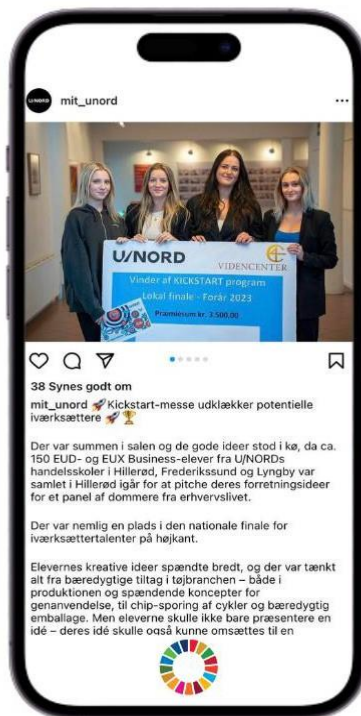 U/NORD
mit_unord
...
U/NORD
VIDENCENTER
Vinder af KICKSTART program
Lokal finale - Forår 2023
Præmiesum kr. 3.500,00
38 Synes godt om
mit_unord 🚀Kickstart-messe udklækker potentielle
iværksættere 🚀🏆
Der var summen i salen og de gode ideer stod i kø, da ca.
150 EUD- og EUX Business-elever fra U/NORDs
handelsskoler i Hillerød, Frederikssund og Lyngby var
samlet i Hillerød igår for at pitche deres forretningsideer
for et panel af dommere fra erhvervslivet.
Der var nemlig en plads i den nationale finale for
iværksættertalenter på højkant.
Elevernes kreative ideer spændte bredt, og der var tænkt
alt fra bæredygtige tiltag i tøjbranchen – både i
produktionen og spændende koncepter for
genanvendelse, til chip-sporing af cykler og bæredygtig
emballage. Men eleverne skulle ikke bare præsentere en
idé – deres idé skulle også kunne omsættes til en